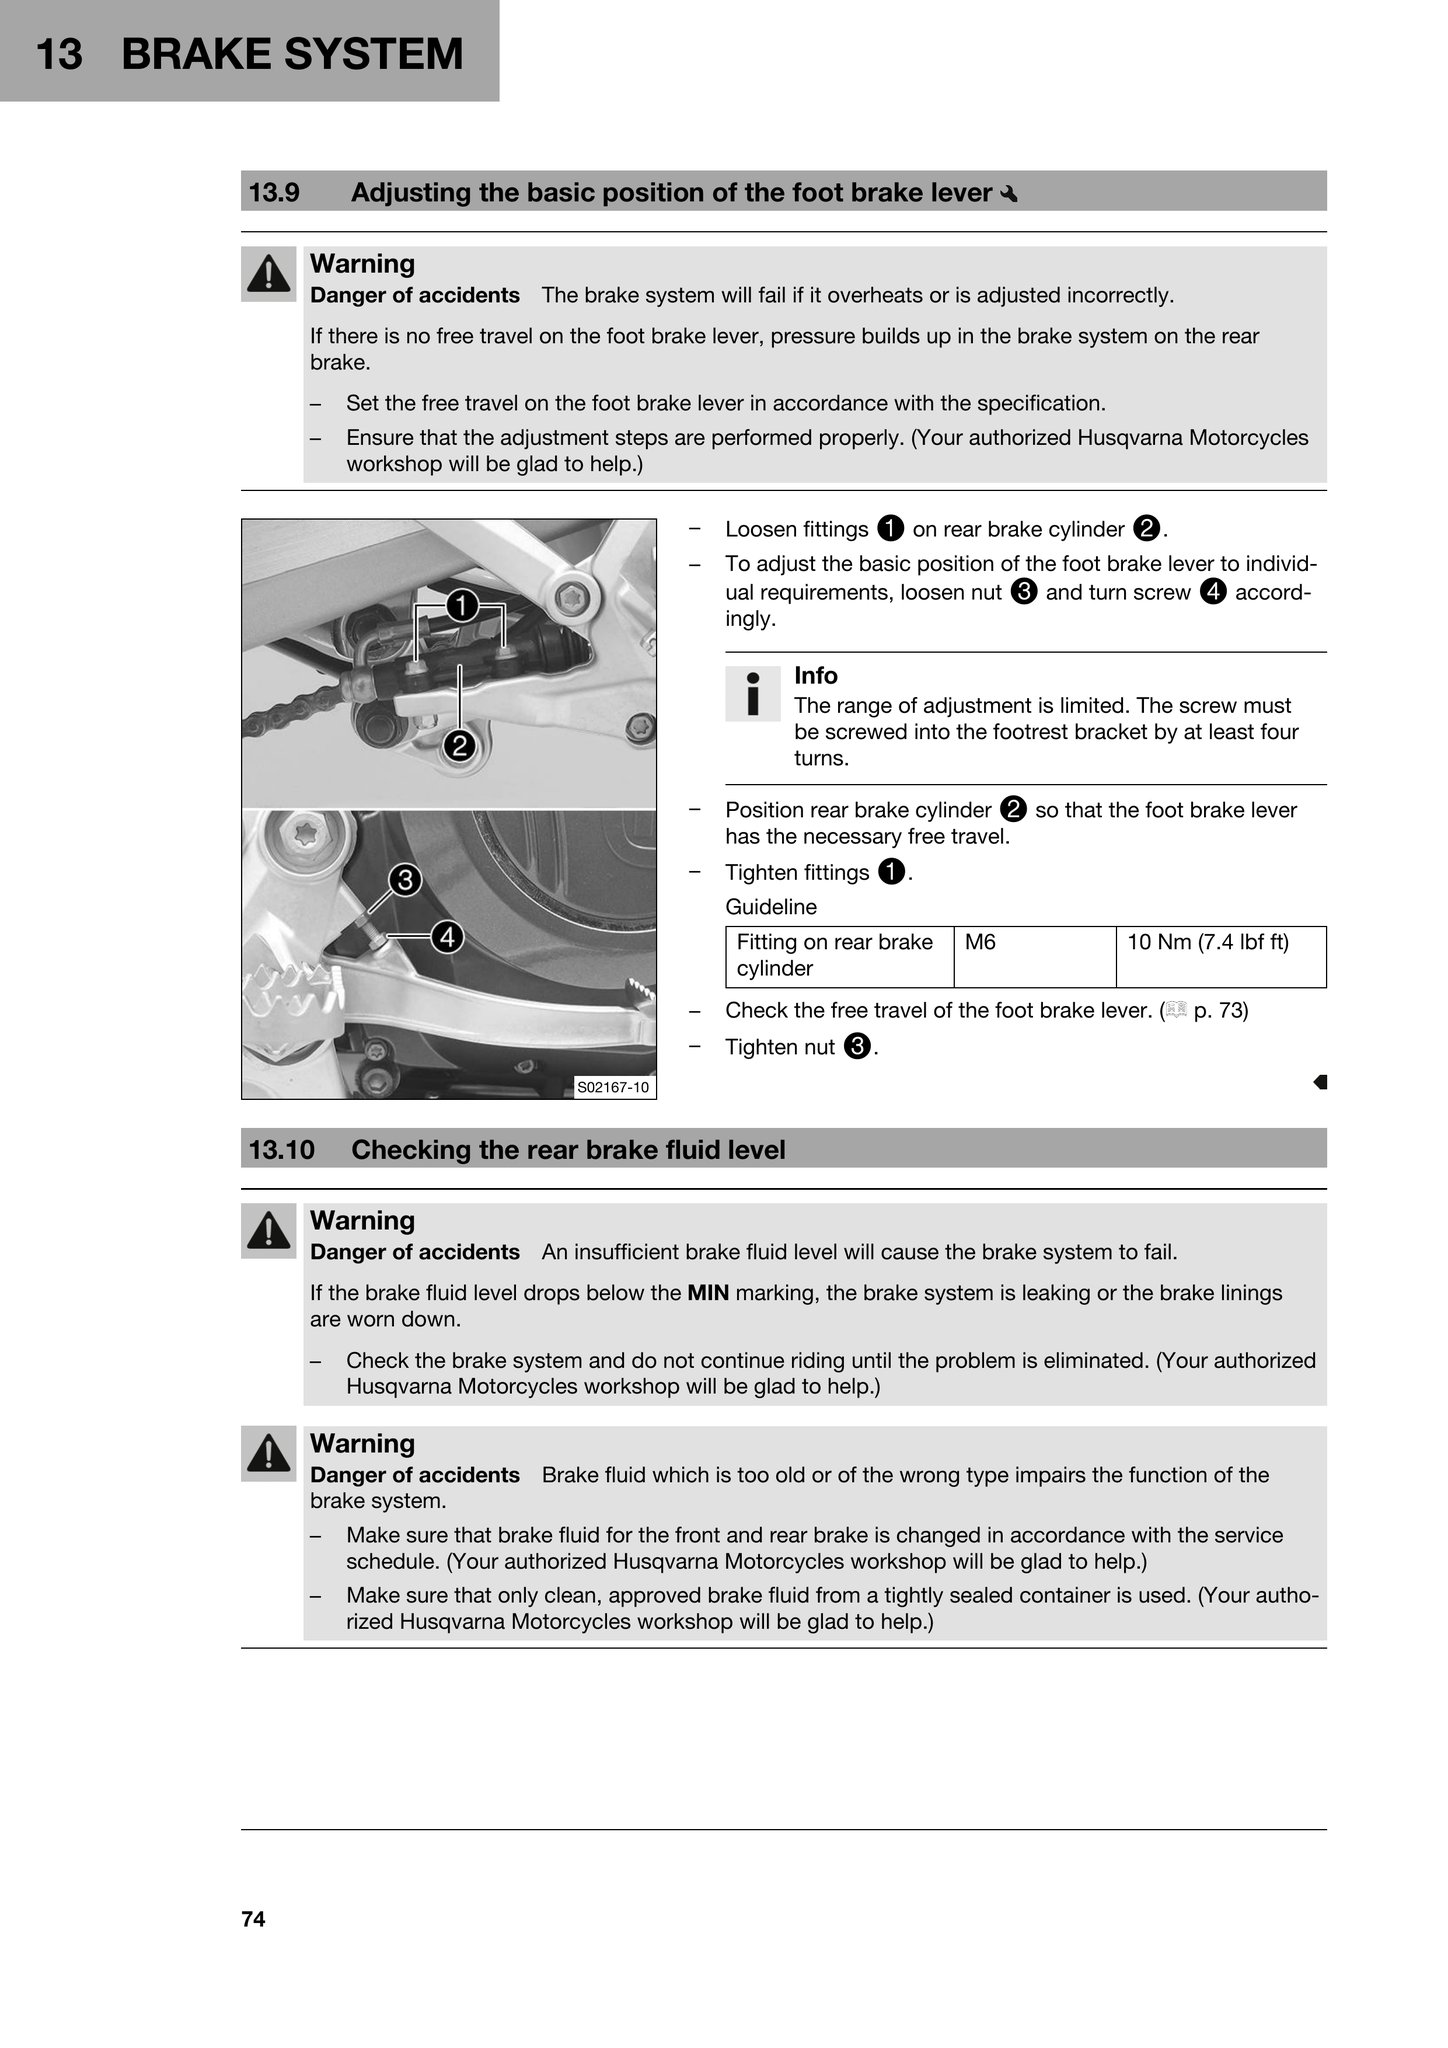 13 BRAKE SYSTEM
13.9 Adjusting the basic position of the foot brake lever
Warning
Danger of accidents The brake system will fail if it overheats or is adjusted incorrectly.
If there is no free travel on the foot brake lever, pressure builds up in the brake system on the rear
brake.
– Set the free travel on the foot brake lever in accordance with the specification.
– Ensure that the adjustment steps are performed properly. (Your authorized Husqvarna Motorcycles
workshop will be glad to help.)
1
2
3
4
S02167-10
– Loosen fittings 1 on rear brake cylinder 2.
– To adjust the basic position of the foot brake lever to individ-
ual requirements, loosen nut 3 and turn screw 4 accord-
ingly.
Info
The range of adjustment is limited. The screw must
be screwed into the footrest bracket by at least four
turns.
– Position rear brake cylinder 2 so that the foot brake lever
has the necessary free travel.
– Tighten fittings 1.
Guideline
Fitting on rear brake M6 10 Nm (7.4 lbf ft)
cylinder
– Check the free travel of the foot brake lever. ( p. 73)
– Tighten nut 3.
13.10 Checking the rear brake fluid level
Warning
Danger of accidents An insufficient brake fluid level will cause the brake system to fail.
If the brake fluid level drops below the MIN marking, the brake system is leaking or the brake linings
are worn down.
– Check the brake system and do not continue riding until the problem is eliminated. (Your authorized
Husqvarna Motorcycles workshop will be glad to help.)
Warning
Danger of accidents Brake fluid which is too old or of the wrong type impairs the function of the
brake system.
– Make sure that brake fluid for the front and rear brake is changed in accordance with the service
schedule. (Your authorized Husqvarna Motorcycles workshop will be glad to help.)
– Make sure that only clean, approved brake fluid from a tightly sealed container is used. (Your autho-
rized Husqvarna Motorcycles workshop will be glad to help.)
74